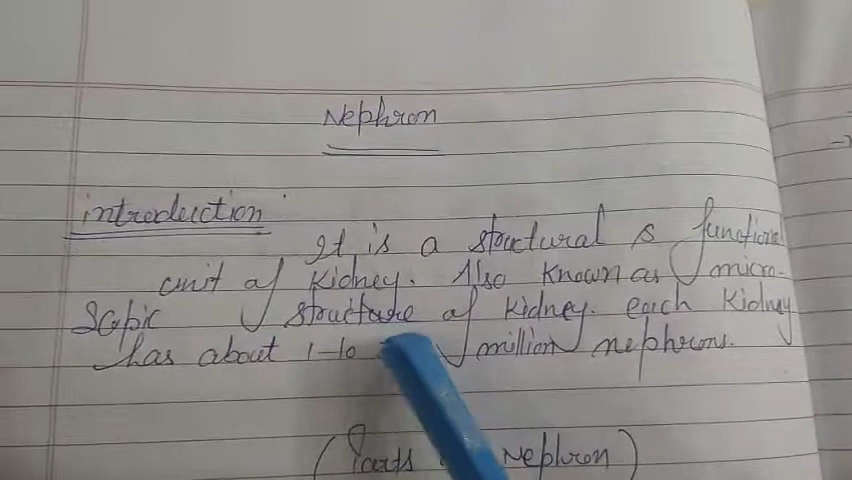 Nephron
introduction
It is a structural & functional
unit of Kidney. Also known as micro-
Scopic structure of Kidney. each Kidney
has about 1-10 million nephrons.
(Parts Nephron)